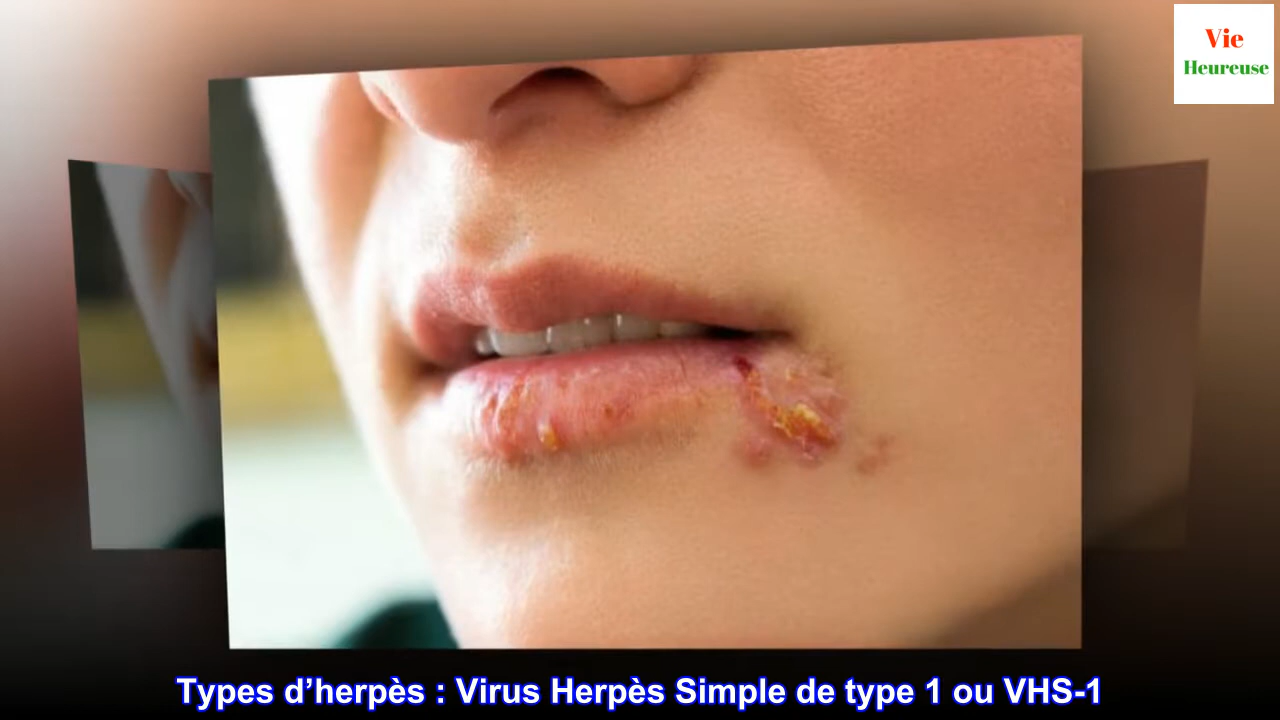 Vie
Heureuse
Types d’herpès : Virus Herpès Simple de type 1 ou VHS-1